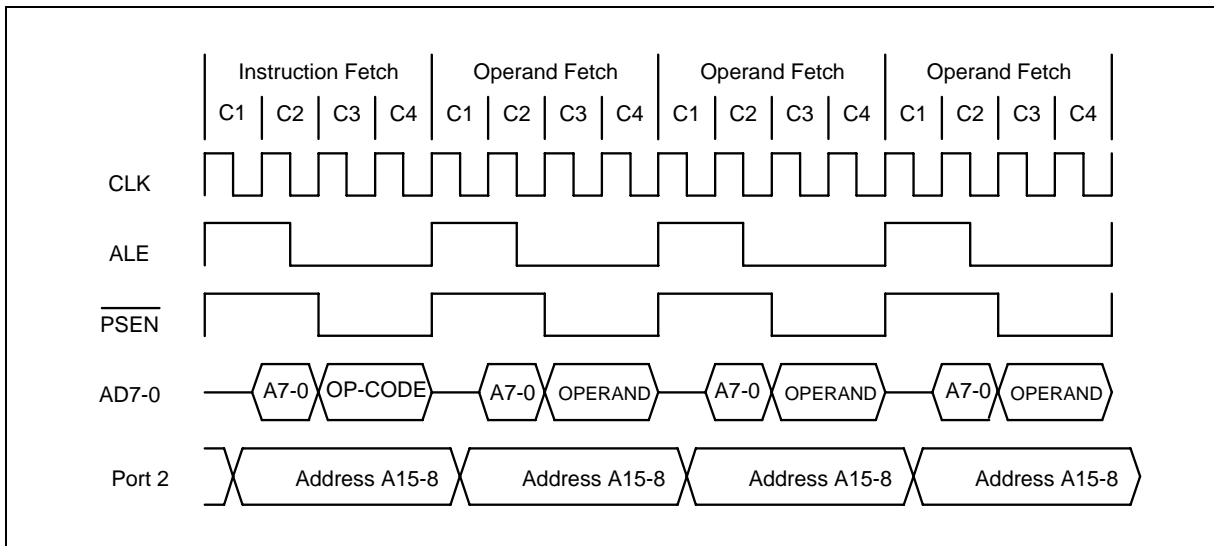 Instruction Fetch Operand Fetch Operand Fetch Operand Fetch
C1 C2 C3 C4 C1 C2 C3 C4 C1 C2 C3 C4 C1 C2 C3 C4
CLK
ALE
PSEN
AD7-0 A7-0 OP-CODE A7-0 OPERAND A7-0 OPERAND A7-0 OPERAND
Port 2 Address A15-8 Address A15-8 Address A15-8 Address A15-8